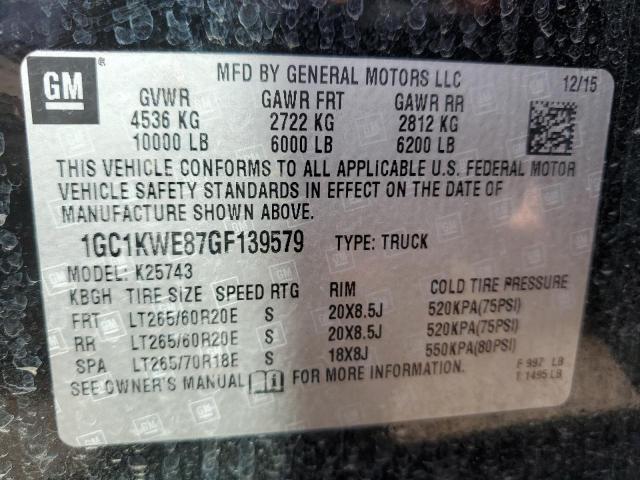 GM
MFD BY GENERAL MOTORS LLC 12/15
GVWR GAWR FRT GAWR RR
4536 KG 2722 KG 2812 KG
10000 LB 6000 LB 6200 LB
THIS VEHICLE CONFORMS TO ALL APPLICABLE U.S. FEDERAL MOTOR
VEHICLE SAFETY STANDARDS IN EFFECT ON THE DATE OF
MANUFACTURE SHOWN ABOVE.
1GC1KWE87GF139579 TYPE: TRUCK
MODEL: K25743
KBGH TIRE SIZE SPEED RTG RIM COLD TIRE PRESSURE
FRT LT265/60R20E S 20X8.5J 520KPA(75PSI)
RR LT265/60R20E S 20X8.5J 520KPA(75PSI)
SPA LT265/70R18E S 18X8J 550KPA(80PSI)
SEE OWNER'S MANUAL FOR MORE INFORMATION.
F 997 LB
T 1495 LB